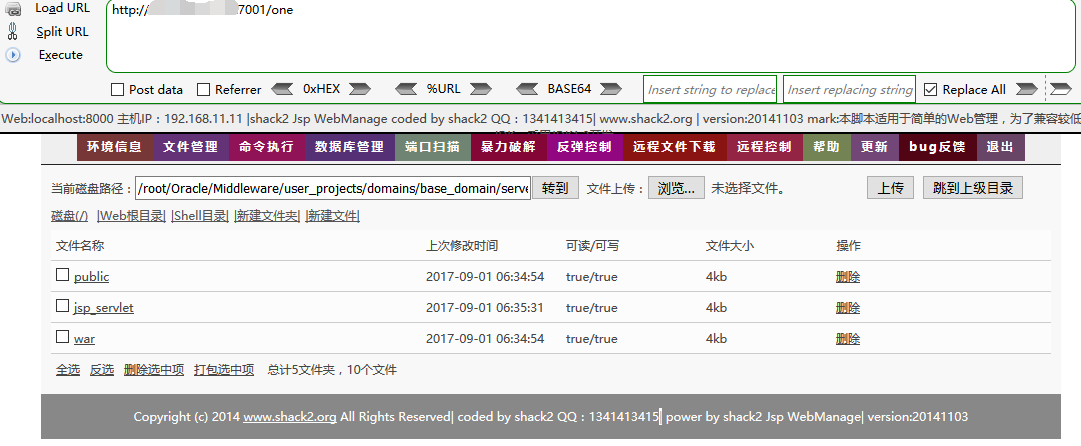 Load URL
http:// 7001/one
Split URL
Execute
Post data Referrer 0xHEX %URL BASE64 Insert string to replace Insert replacing string Replace All
Web:localhost:8000 主机IP：192.168.11.11 |shack2 Jsp WebManage coded by shack2 QQ：1341413415| www.shack2.org | version:20141103 mark:本脚本适用于简单的Web管理，为了兼容较低
环境信息 文件管理 命令执行 数据库管理 端口扫描 暴力破解 反弹控制 远程文件下载 远程控制 帮助 更新 bug反馈 退出
当前磁盘路径： /root/Oracle/Middleware/user_projects/domains/base_domain/serve 转到 文件上传： 浏览... 未选择文件。 上传 跳到上级目录
磁盘(/) |Web根目录| |Shell目录| |新建文件夹| |新建文件|
文件名称 上次修改时间 可读/可写 文件大小 操作
public 2017-09-01 06:34:54 true/true 4kb 删除
jsp_servlet 2017-09-01 06:35:31 true/true 4kb 删除
war 2017-09-01 06:34:54 true/true 4kb 删除
全选 反选 删除选中项 打包选中项 总计5文件夹，10个文件
Copyright (c) 2014 www.shack2.org All Rights Reserved| coded by shack2 QQ：1341413415| power by shack2 Jsp WebManage| version:20141103